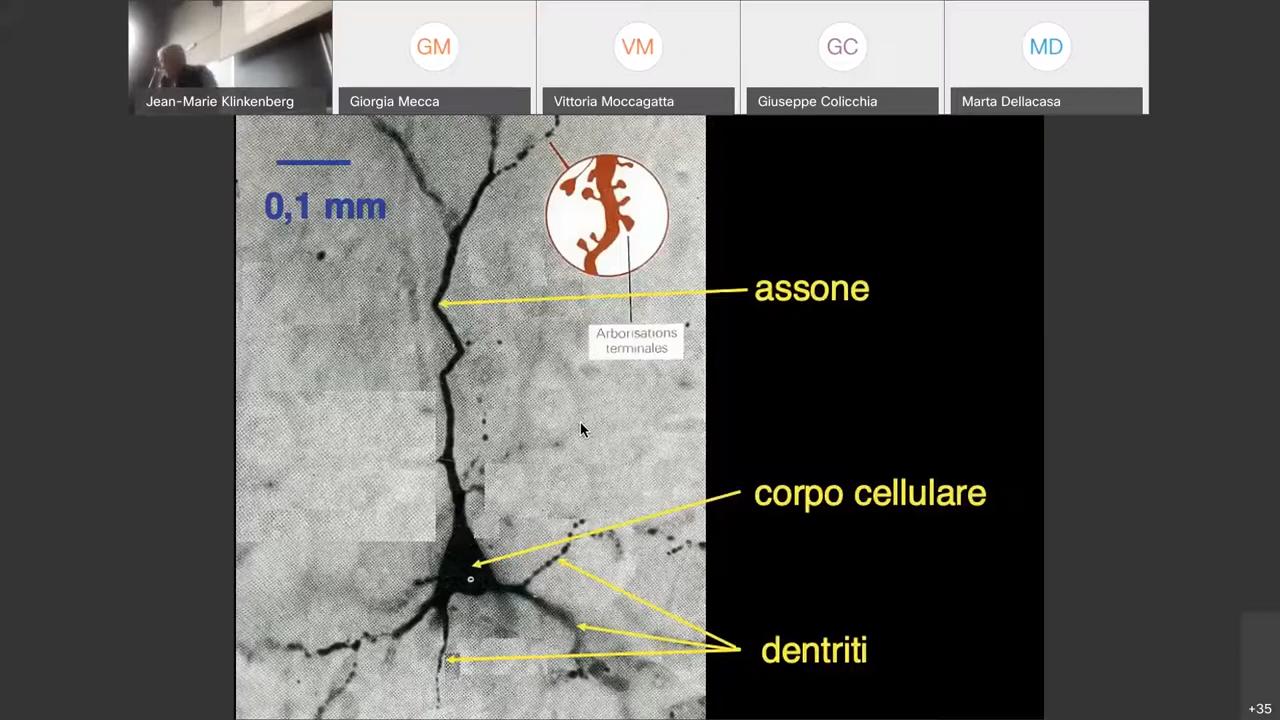 GM
VM
GC
MD
Jean-Marie Klinkenberg
Giorgia Mecca
Vittoria Moccagatta
Giuseppe Colicchia
Marta Dellacasa
0,1 mm
assone
Arborisations
terminales
corpo cellulare
dentriti
+35